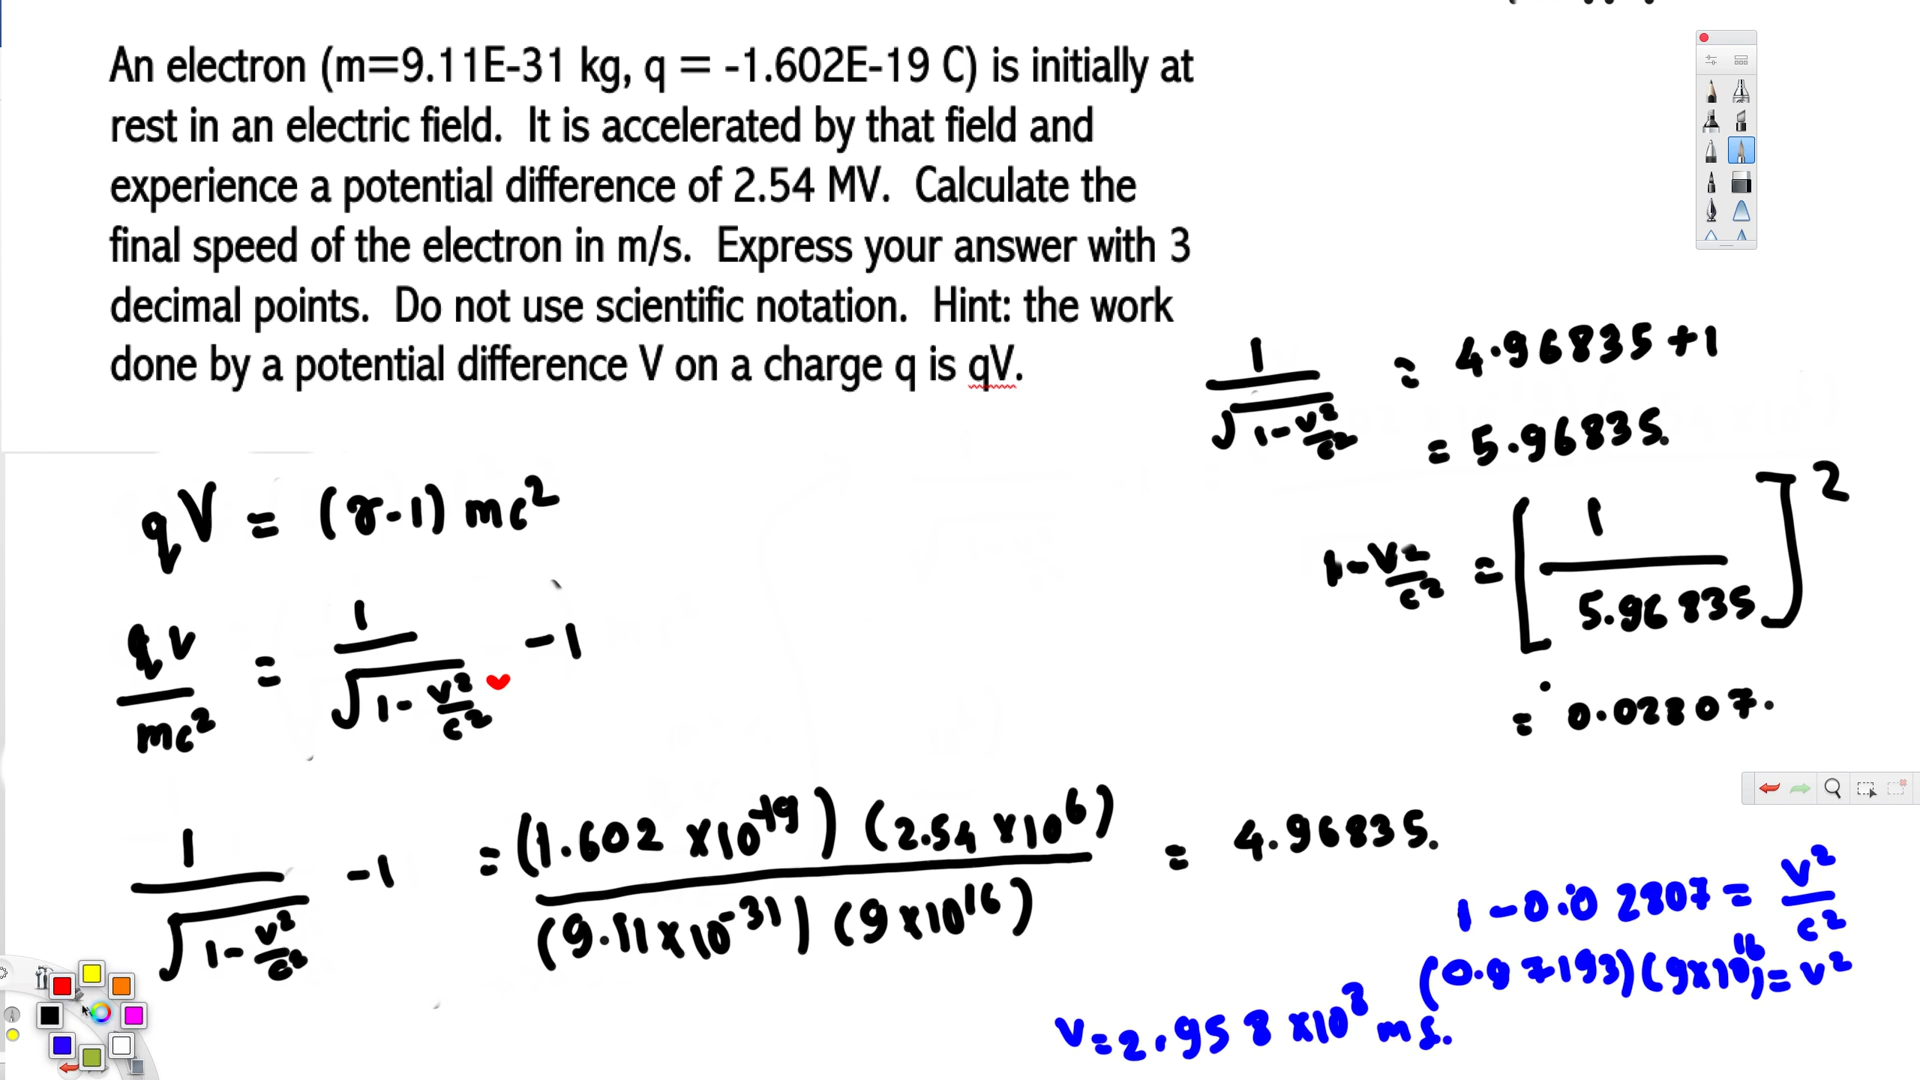 An electron (m=9.11E-31 kg, q = -1.602E-19 C) is initially at
rest in an electric field. It is accelerated by that field and
experience a potential difference of 2.54 MV. Calculate the
final speed of the electron in m/s. Express your answer with 3
decimal points. Do not use scientific notation. Hint: the work
done by a potential difference V on a charge q is qV.
qV = (γ-1) mc²
qV/mc² = 1/√(1-v²/c²) -1
1/√(1-v²/c²) -1 = (1.602 x10⁻¹⁹) (2.54 x10⁶)/(9.11x10⁻³¹) (9x10¹⁶) = 4.96835.
1/√(1-v²/c²) = 4.96835+1
= 5.96835.
1-v²/c² = [1/5.96835]²
= 0.02807.
1-0.02807 = v²/c²
(0.97193)(9x10¹⁶) = v²
v=2.958 x10⁸ m/s.